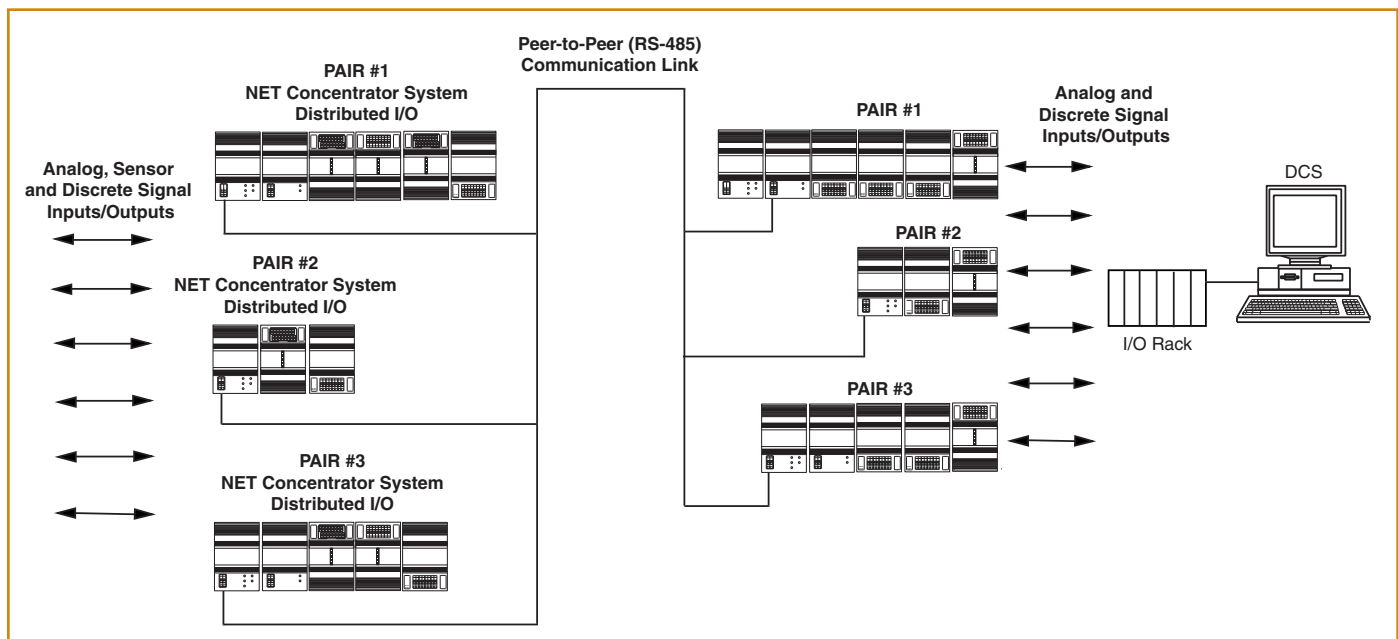 Peer-to-Peer (RS-485)
Communication Link
PAIR #1
NET Concentrator System
Distributed I/O
Analog, Sensor
and Discrete Signal
Inputs/Outputs
PAIR #2
NET Concentrator System
Distributed I/O
PAIR #3
NET Concentrator System
Distributed I/O
PAIR #1
Analog and
Discrete Signal
Inputs/Outputs
PAIR #2
PAIR #3
DCS
I/O Rack